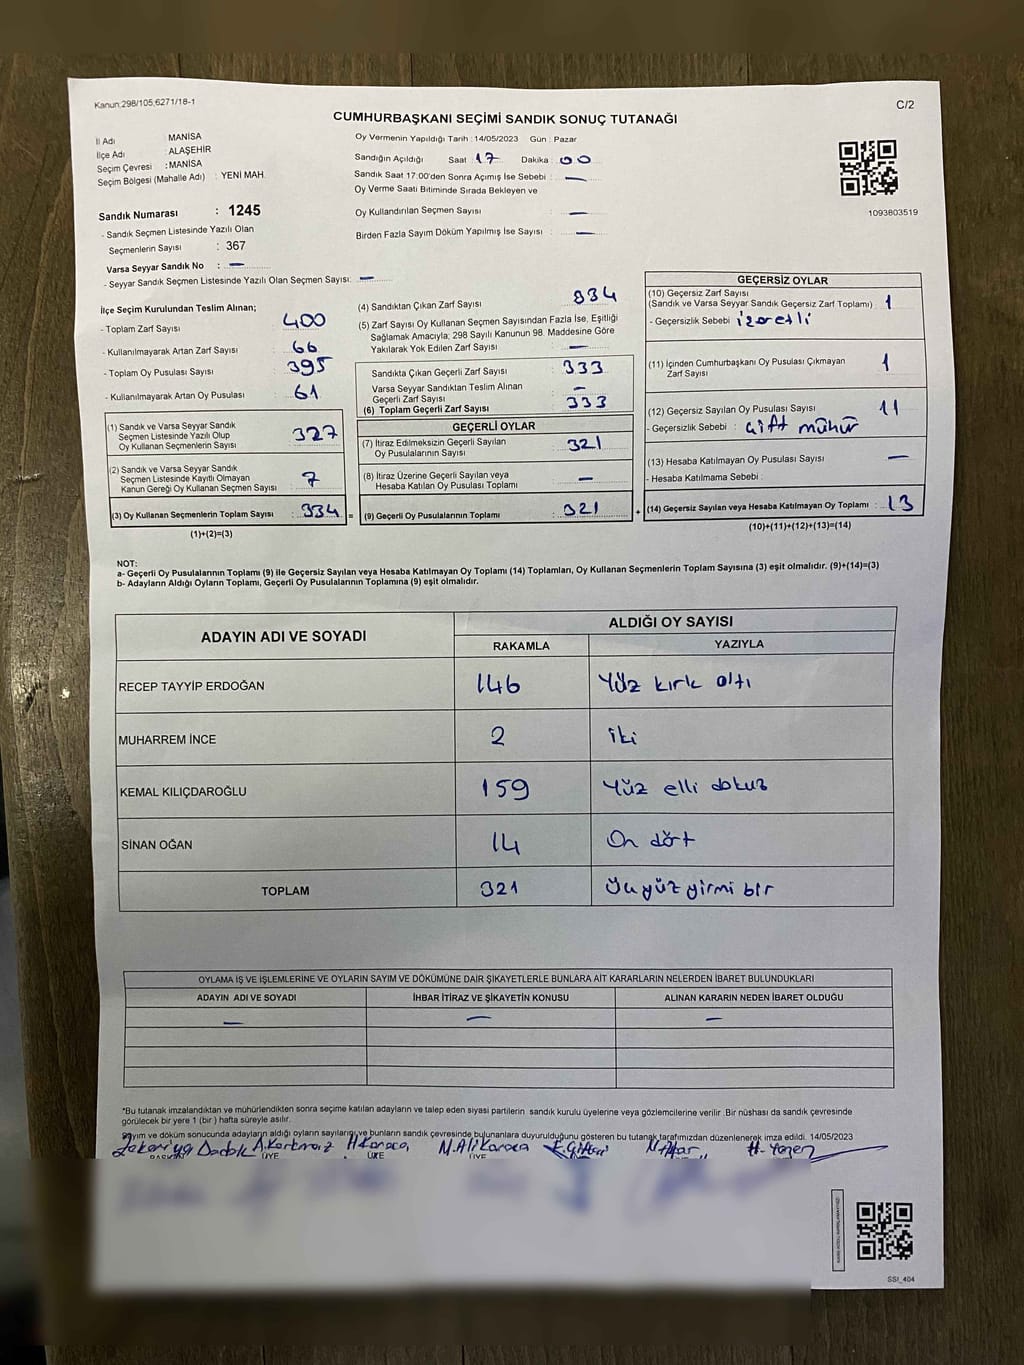 Kanun;298/105,6271/18-1
C/2
CUMHURBAŞKANI SEÇİMİ SANDIK SONUÇ TUTANAĞI
İl Adı : MANİSA
İlçe Adı : ALAŞEHİR
Seçim Çevresi : MANİSA
Seçim Bölgesi (Mahalle Adı) : YENİ MAH.
Oy Vermenin Yapıldığı Tarih : 14/05/2023 Gün : Pazar
Sandığın Açıldığı Saat : 17 Dakika : 00
Sandık Saat 17:00'den Sonra Açımış İse Sebebi : —
Oy Verme Saati Bitiminde Sırada Bekleyen ve
Oy Kullandırılan Seçmen Sayısı : —
Birden Fazla Sayım Döküm Yapılmış İse Sayısı : —
1093803519
Sandık Numarası : 1245
- Sandık Seçmen Listesinde Yazılı Olan
Seçmenlerin Sayısı : 367
Varsa Seyyar Sandık No : —
- Seyyar Sandık Seçmen Listesinde Yazılı Olan Seçmen Sayısı: —
İlçe Seçim Kurulundan Teslim Alınan;
- Toplam Zarf Sayısı : 400
- Kullanılmayarak Artan Zarf Sayısı : 66
- Toplam Oy Pusulası Sayısı : 395
- Kullanılmayarak Artan Oy Pusulası : 61
(1) Sandık ve Varsa Seyyar Sandık
Seçmen Listesinde Yazılı Olup
Oy Kullanan Seçmenlerin Sayısı : 327
(2) Sandık ve Varsa Seyyar Sandık
Seçmen Listesinde Kayıtlı Olmayan
Kanun Gereği Oy Kullanan Seçmen Sayısı : 7
(3) Oy Kullanan Seçmenlerin Toplam Sayısı : 334 =
(1)+(2)=(3)
(4) Sandıktan Çıkan Zarf Sayısı : 334
(5) Zarf Sayısı Oy Kullanan Seçmen Sayısından Fazla İse, Eşitliği
Sağlamak Amacıyla; 298 Sayılı Kanunun 98. Maddesine Göre
Yakılarak Yok Edilen Zarf Sayısı : —
Sandıkta Çıkan Geçerli Zarf Sayısı : 333
Varsa Seyyar Sandıktan Teslim Alınan
Geçerli Zarf Sayısı : —
(6) Toplam Geçerli Zarf Sayısı : 333
GEÇERLİ OYLAR
(7) İtiraz Edilmeksizin Geçerli Sayılan
Oy Pusulalarının Sayısı : 321
(8) İtiraz Üzerine Geçerli Sayılan veya
Hesaba Katılan Oy Pusulası Toplamı : —
(9) Geçerli Oy Pusulalarının Toplamı : 321 +
GEÇERSİZ OYLAR
(10) Geçersiz Zarf Sayısı
(Sandık ve Varsa Seyyar Sandık Geçersiz Zarf Toplamı) : 1
- Geçersizlik Sebebi : işaretli
(11) İçinden Cumhurbaşkanı Oy Pusulası Çıkmayan
Zarf Sayısı : 1
(12) Geçersiz Sayılan Oy Pusulası Sayısı : 11
- Geçersizlik Sebebi : Çift mühür
(13) Hesaba Katılmayan Oy Pusulası Sayısı : —
- Hesaba Katılmama Sebebi :
(14) Geçersiz Sayılan veya Hesaba Katılmayan Oy Toplamı : 13
(10)+(11)+(12)+(13)=(14)
NOT:
a- Geçerli Oy Pusulalarının Toplamı (9) ile Geçersiz Sayılan veya Hesaba Katılmayan Oy Toplamı (14) Toplamları, Oy Kullanan Seçmenlerin Toplam Sayısına (3) eşit olmalıdır. (9)+(14)=(3)
b- Adayların Aldığı Oyların Toplamı, Geçerli Oy Pusulalarının Toplamına (9) eşit olmalıdır.
ADAYIN ADI VE SOYADI
ALDIĞI OY SAYISI
RAKAMLA YAZIYLA
RECEP TAYYİP ERDOĞAN 146 Yüz kırk altı
MUHARREM İNCE 2 iki
KEMAL KILIÇDAROĞLU 159 Yüz elli dokuz
SİNAN OĞAN 14 On dört
TOPLAM 321 Üçyüz yirmi bir
OYLAMA İŞ VE İŞLEMLERİNE VE OYLARIN SAYIM VE DÖKÜMÜNE DAİR ŞİKAYETLERLE BUNLARA AİT KARARLARIN NELERDEN İBARET BULUNDUKLARI
ADAYIN ADI VE SOYADI İHBAR İTİRAZ VE ŞİKAYETİN KONUSU ALINAN KARARIN NEDEN İBARET OLDUĞU
— — —
*Bu tutanak imzalandıktan ve mühürlendikten sonra seçime katılan adayların ve talep eden siyasi partilerin sandık kurulu üyelerine veya gözlemcilerine verilir .Bir nüshası da sandık çevresinde
görülecek bir yere 1 (bir ) hafta süreyle asılır.
Sayım ve döküm sonucunda adayların aldığı oyların sayılarını ve bunların sandık çevresinde bulunanlara duyurulduğunu gösteren bu tutanak tarafımızdan düzenlenerek imza edildi. 14/05/2023
Zekeriya Dadak A.Korkmaz H.Karaca M.Ali Karaca
BAŞKAN ÜYE ÜYE ÜYE
SSI_404